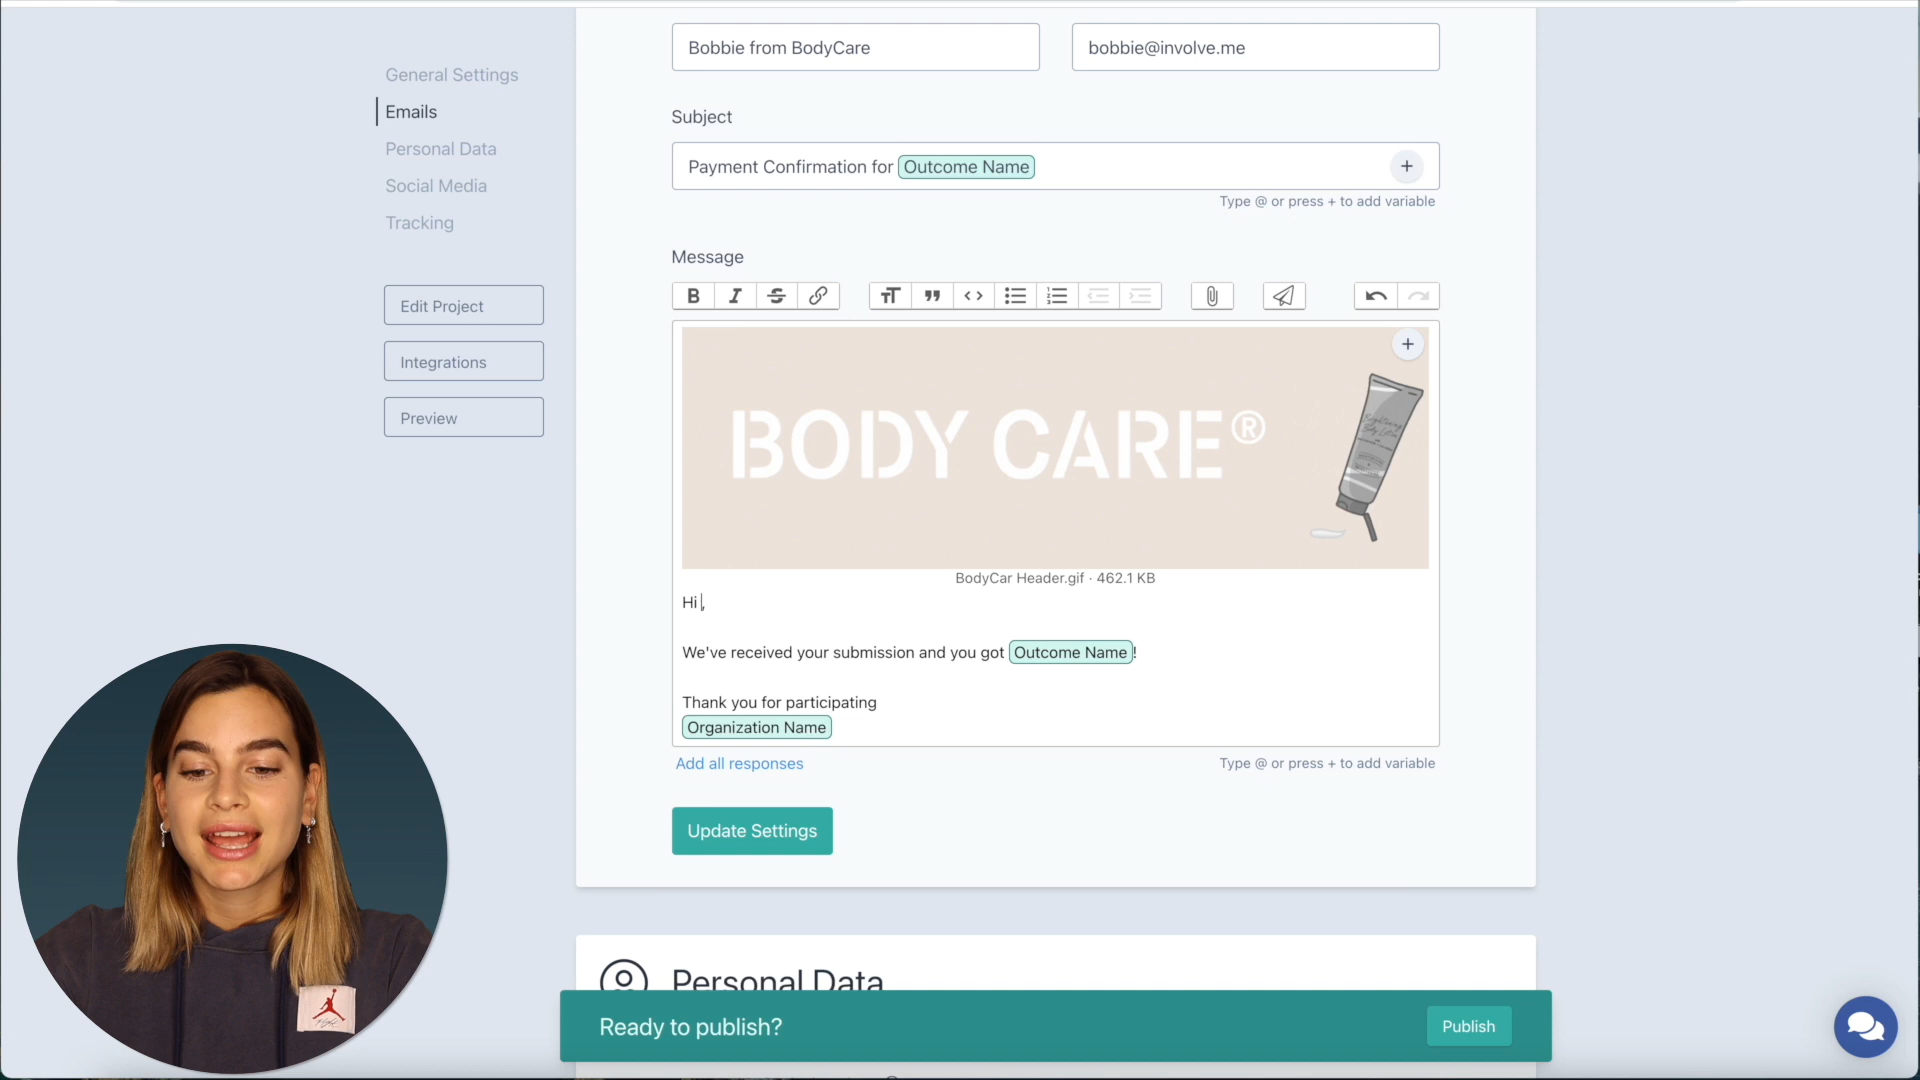 Bobbie from BodyCare
bobbie@involve.me
General Settings
Emails
Personal Data
Social Media
Tracking
Edit Project
Integrations
Preview
Subject
Payment Confirmation for Outcome Name
Type @ or press + to add variable
Message
BODY CARE®
BodyCar Header.gif · 462.1 KB
Hi ,
We've received your submission and you got Outcome Name!
Thank you for participating
Organization Name
Add all responses
Type @ or press + to add variable
Update Settings
Personal Data
Ready to publish?
Publish